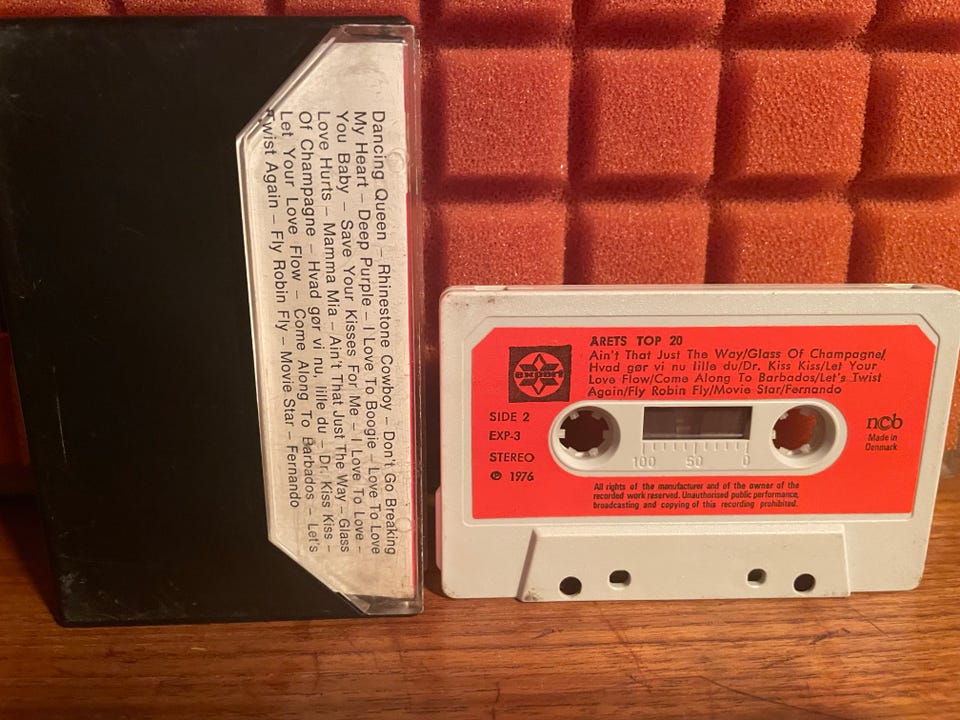 Dancing Queen – Rhinestone Cowboy – Don't Go Breaking
My Heart – Deep Purple – I Love To Boogie – Love To Love
You Baby – Save Your Kisses For Me – I Love To Love –
Love Hurts – Mamma Mia – Ain't That Just The Way – Glass
Of Champagne – Hvad gør vi nu, lille du – Dr. Kiss Kiss –
Let Your Love Flow – Come Along To Barbados – Let's
Twist Again – Fly Robin Fly – Movie Star – Fernando
ARETS TOP 20
Ain't That Just The Way/Glass Of Champagne/
Hvad gør vi nu lille du/Dr. Kiss Kiss/Let Your
Love Flow/Come Along To Barbados/Let's Twist
Again/Fly Robin Fly/Movie Star/Fernando
expert
SIDE 2
EXP-3
STEREO
℗ 1976
100 50 0
ncb
Made in
Denmark
All rights of the manufacturer and of the owner of the
recorded work reserved. Unauthorised public performance,
broadcasting and copying of this recording prohibited.